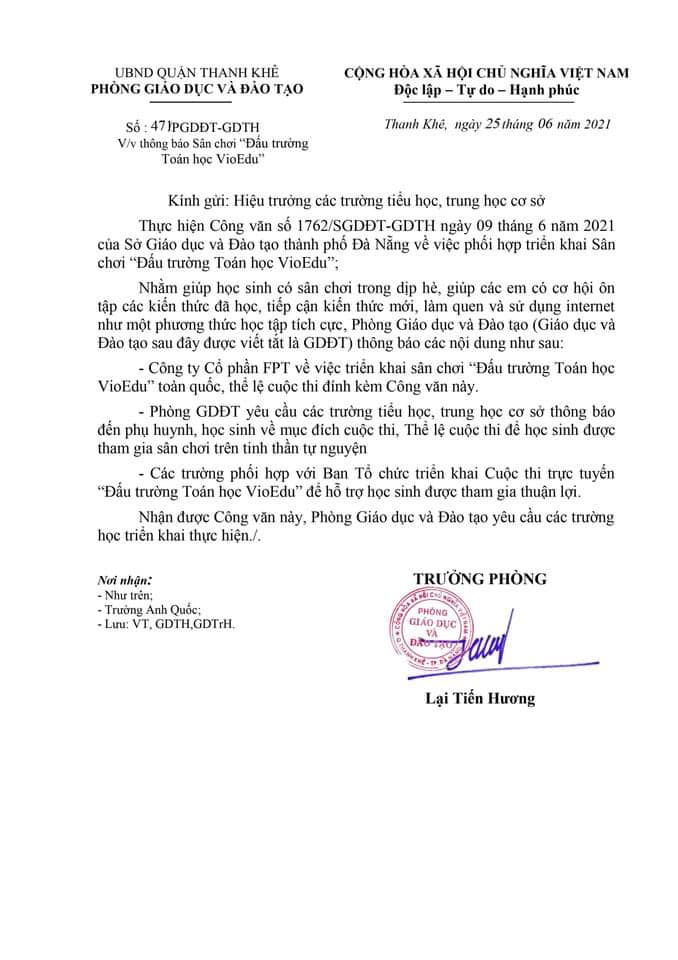 UBND QUẬN THANH KHÊ
PHÒNG GIÁO DỤC VÀ ĐÀO TẠO
CỘNG HÒA XÃ HỘI CHỦ NGHĨA VIỆT NAM
Độc lập – Tự do – Hạnh phúc
Số : 471/PGDĐT-GDTH
V/v thông báo Sân chơi “Đấu trường
Toán học VioEdu”
Thanh Khê, ngày 25 tháng 06 năm 2021
Kính gửi: Hiệu trưởng các trường tiểu học, trung học cơ sở
Thực hiện Công văn số 1762/SGDĐT-GDTH ngày 09 tháng 6 năm 2021
của Sở Giáo dục và Đào tạo thành phố Đà Nẵng về việc phối hợp triển khai Sân
chơi “Đấu trường Toán học VioEdu”;
Nhằm giúp học sinh có sân chơi trong dịp hè, giúp các em có cơ hội ôn
tập các kiến thức đã học, tiếp cận kiến thức mới, làm quen và sử dụng internet
như một phương thức học tập tích cực, Phòng Giáo dục và Đào tạo (Giáo dục và
Đào tạo sau đây được viết tắt là GDĐT) thông báo các nội dung như sau:
- Công ty Cổ phần FPT về việc triển khai sân chơi “Đấu trường Toán học
VioEdu” toàn quốc, thể lệ cuộc thi đính kèm Công văn này.
- Phòng GDĐT yêu cầu các trường tiểu học, trung học cơ sở thông báo
đến phụ huynh, học sinh về mục đích cuộc thi, Thể lệ cuộc thi để học sinh được
tham gia sân chơi trên tinh thần tự nguyện
- Các trường phối hợp với Ban Tổ chức triển khai Cuộc thi trực tuyến
“Đấu trường Toán học VioEdu” để hỗ trợ học sinh được tham gia thuận lợi.
Nhận được Công văn này, Phòng Giáo dục và Đào tạo yêu cầu các trường
học triển khai thực hiện./.
Nơi nhận:
- Như trên;
- Trường Anh Quốc;
- Lưu: VT, GDTH,GDTrH.
TRƯỞNG PHÒNG
CỘNG HÒA XÃ HỘI CHỦ NGHĨA VIỆT NAM
PHÒNG
GIÁO DỤC
VÀ
ĐÀO TẠO
Q.THANH KHÊ - TP. ĐÀ NẴNG
Lại Tiến Hương